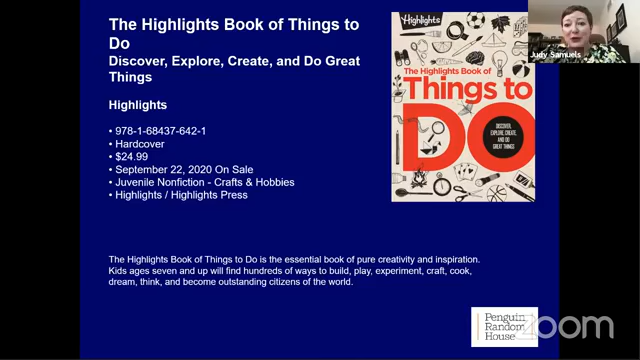 The Highlights Book of Things to
Do
Discover, Explore, Create, and Do Great
Things
Highlights
• 978-1-68437-642-1
• Hardcover
• $24.99
• September 22, 2020 On Sale
• Juvenile Nonfiction - Crafts & Hobbies
• Highlights / Highlights Press
The Highlights Book of Things to Do is the essential book of pure creativity and inspiration.
Kids ages seven and up will find hundreds of ways to build, play, experiment, craft, cook,
dream, think, and become outstanding citizens of the world.
Highlights
The Highlights Book of
Things to
DO
DISCOVER,
EXPLORE, CREATE,
AND DO
GREAT THINGS
Judy Samuels
Penguin
Random
House
zoom